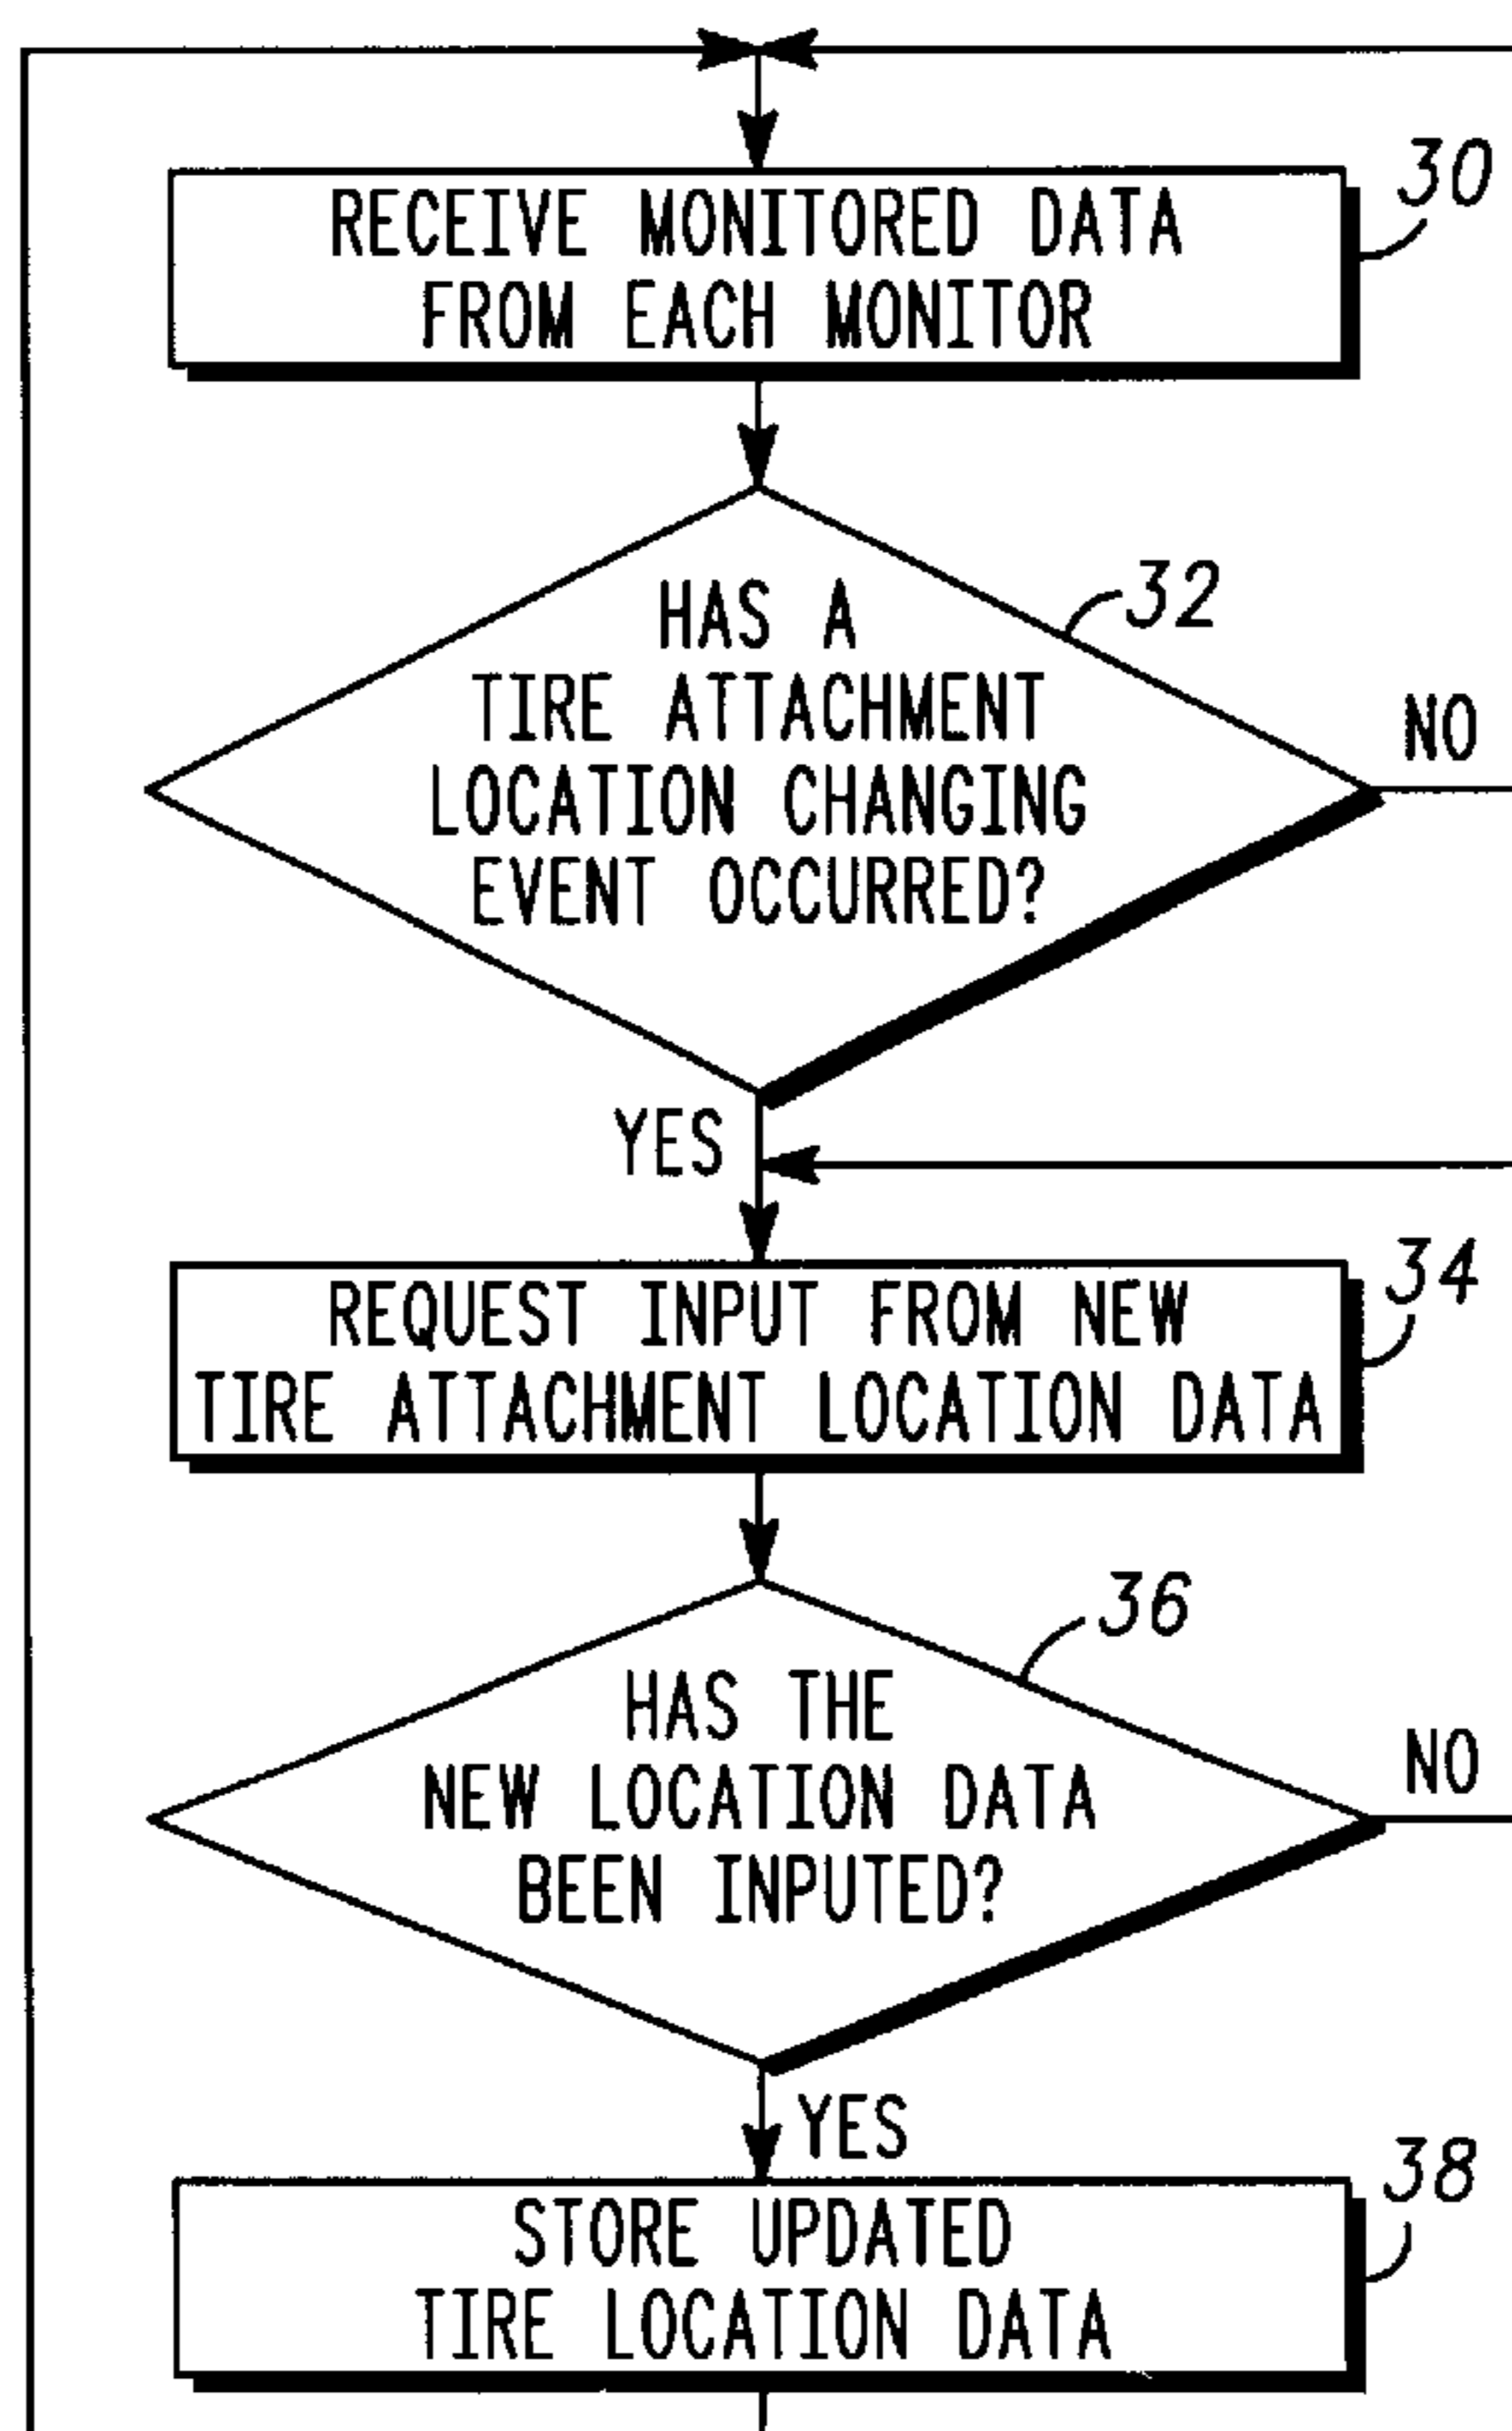 30
RECEIVE MONITORED DATA
FROM EACH MONITOR
32
HAS A
TIRE ATTACHMENT
LOCATION CHANGING
EVENT OCCURRED?
NO
YES
34
REQUEST INPUT FROM NEW
TIRE ATTACHMENT LOCATION DATA
36
HAS THE
NEW LOCATION DATA
BEEN INPUTED?
NO
YES
38
STORE UPDATED
TIRE LOCATION DATA